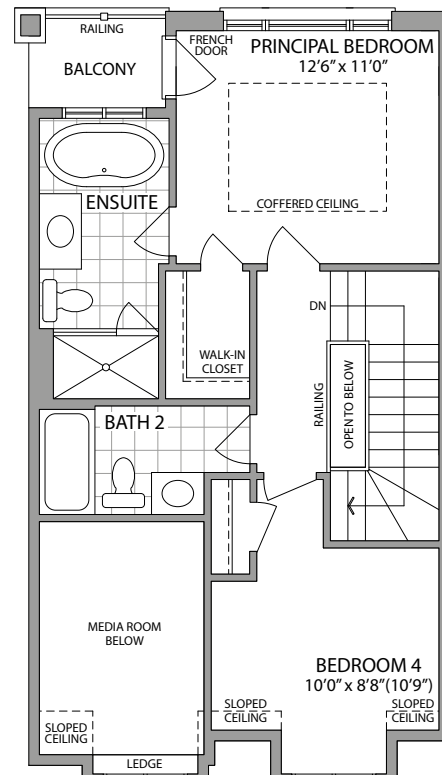 RAILING
BALCONY
FRENCH
DOOR
PRINCIPAL BEDROOM
12'6" x 11'0"
COFFERED CEILING
ENSUITE
WALK-IN
CLOSET
DN
RAILING
OPEN TO BELOW
BATH 2
MEDIA ROOM
BELOW
BEDROOM 4
10'0" x 8'8"(10'9")
SLOPED
CEILING
SLOPED
CEILING
SLOPED
CEILING
LEDGE